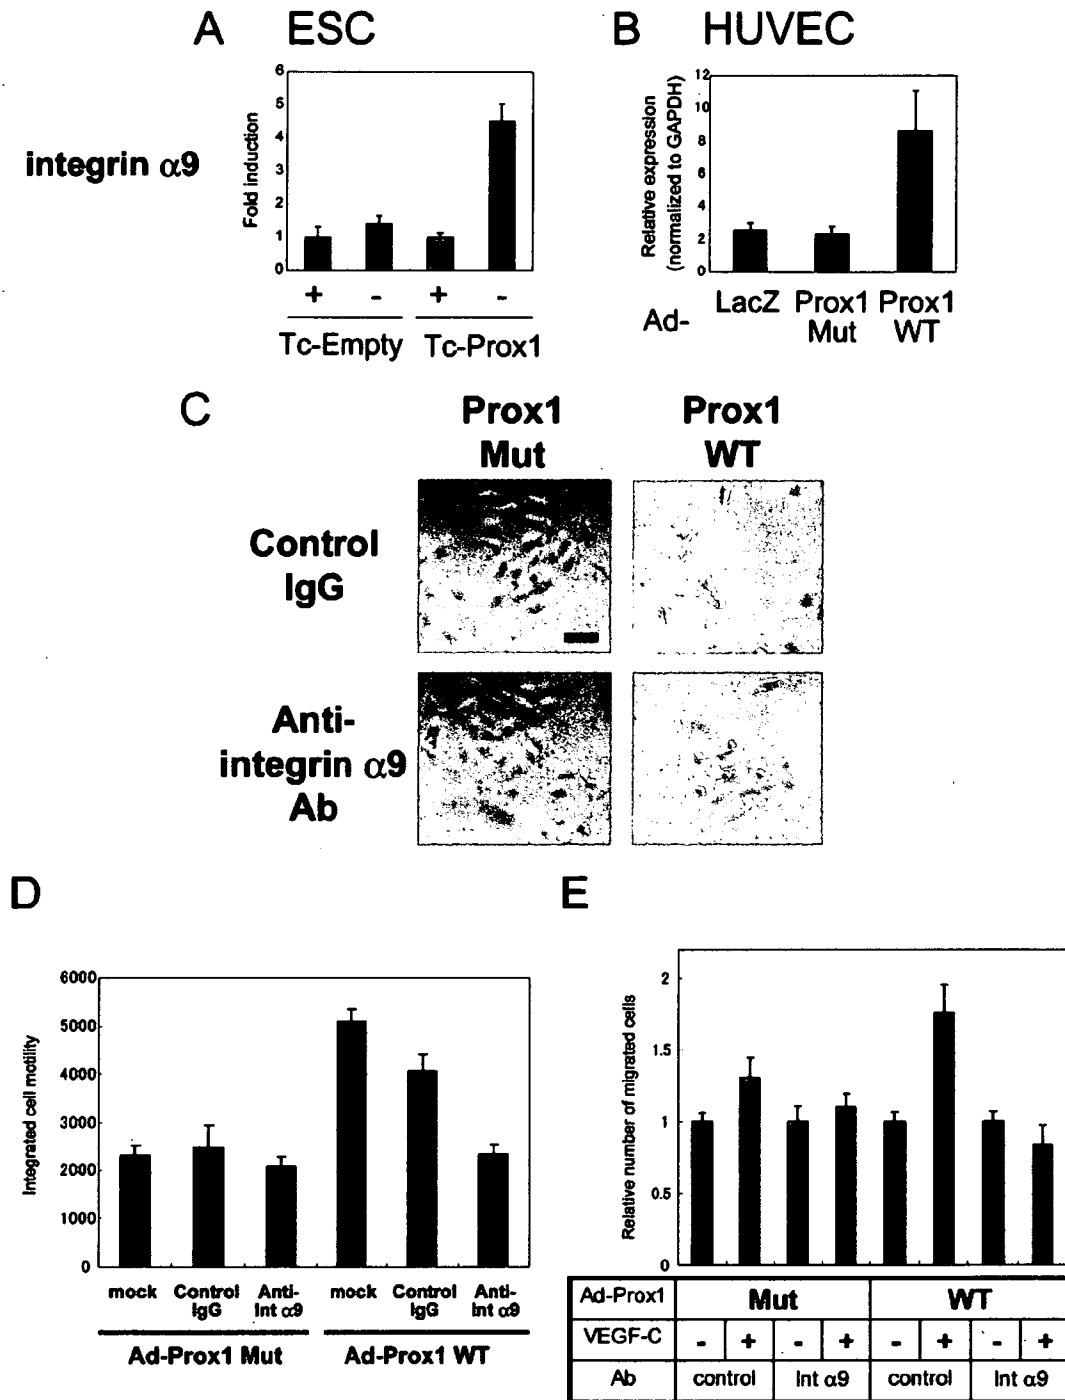 A ESC
B HUVEC
integrin α9
Fold induction
6
5
4
3
2
1
0
+ - + -
Tc-Empty Tc-Prox1
Relative expression
(normalized to GAPDH)
12
10
8
6
4
2
0
Ad-
LacZ Prox1 Prox1
Mut WT
C
Prox1 Prox1
Mut WT
Control
IgG
Anti-
integrin α9
Ab
D
Integrated cell motility
6000
5000
4000
3000
2000
1000
0
mock Control Anti- mock Control Anti-
IgG Int α9 IgG Int α9
Ad-Prox1 Mut Ad-Prox1 WT
E
Relative number of migrated cells
2
1.5
1
0.5
0
Ad-Prox1 Mut WT
VEGF-C - + - + - + - +
Ab control Int α9 control Int α9